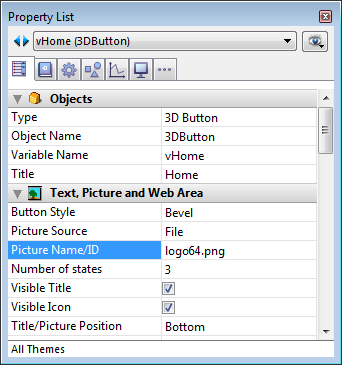 Property List
vHome (3DButton)
Objects
Type 3D Button
Object Name 3DButton
Variable Name vHome
Title Home
Text, Picture and Web Area
Button Style Bevel
Picture Source File
Picture Name/ID logo64.png
Number of states 3
Visible Title
Visible Icon
Title/Picture Position Bottom
All Themes